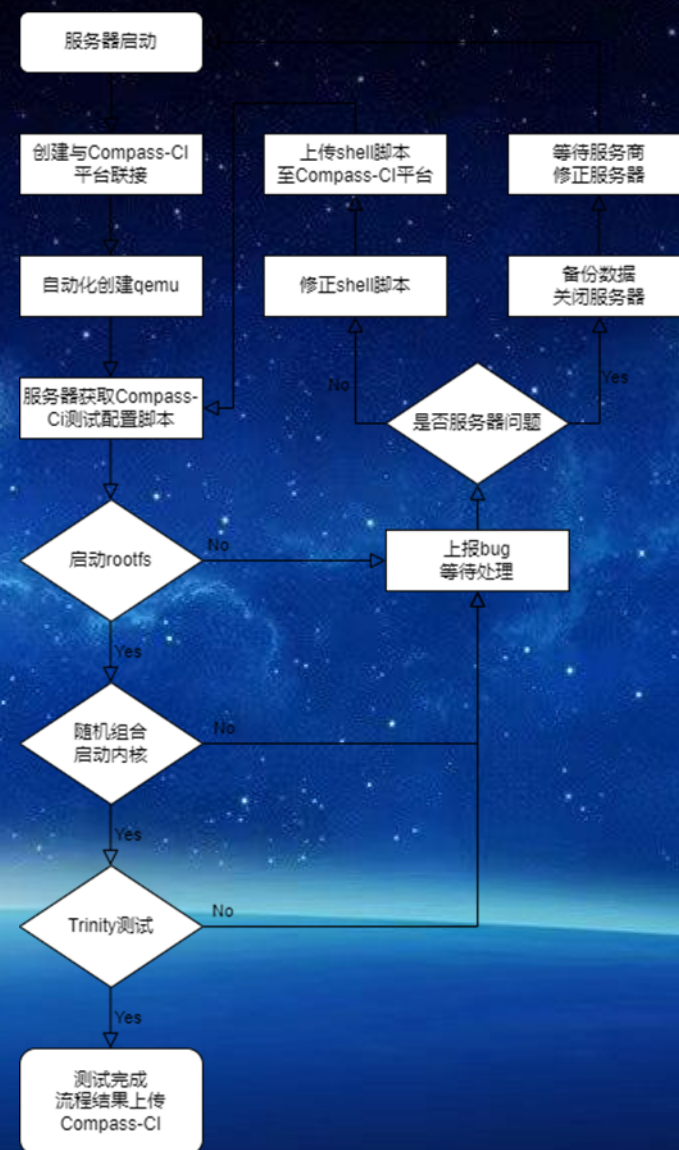 服务器启动
创建与Compass-CI
平台联接
上传shell脚本
至Compass-CI平台
等待服务商
修正服务器
自动化创建qemu
修正shell脚本
备份数据
关闭服务器
服务器获取Compass-
Ci测试配置脚本
No
Yes
是否服务器问题
启动rootfs
No
上报bug
等待处理
Yes
随机组合
启动内核
No
Yes
Trinity测试
No
Yes
测试完成
流程结果上传
Compass-CI